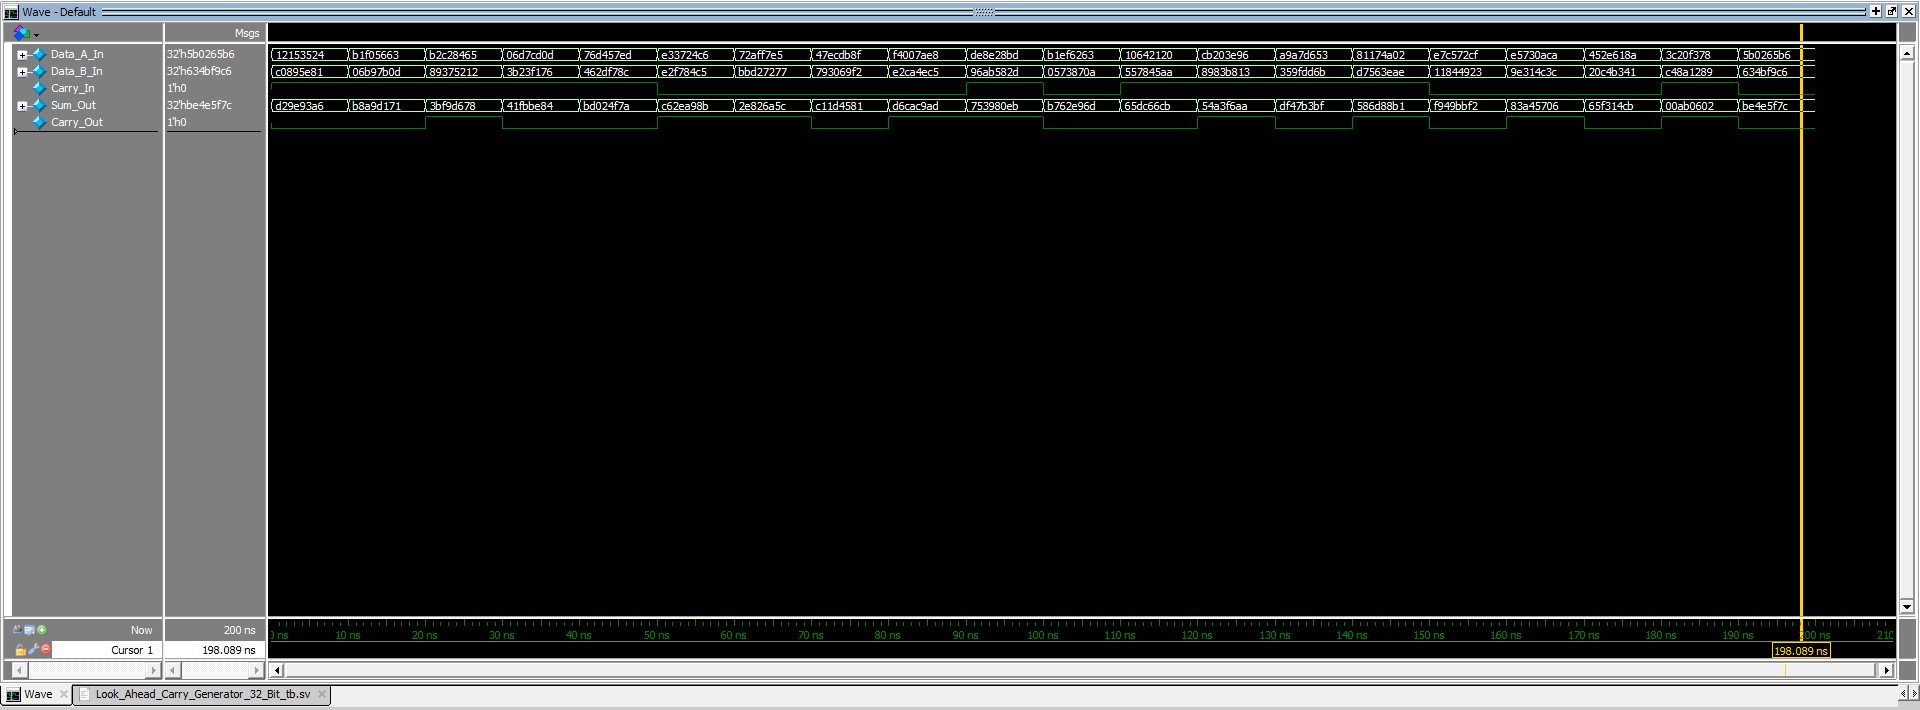 Wave - Default
Msgs
Data_A_In 32'h5b0265b6 12153524 b1f05663 b2c28465 06d7cd0d 76d457ed e33724c6 72aff7e5 47ecdb8f f4007ae8 de8e28bd b1ef6263 10642120 cb203e96 a9a7d653 81174a02 e7c572cf e5730aca 452e618a 3c20f378 5b0265b6
Data_B_In 32'h634bf9c6 c0895e81 06b97b0d 89375212 3b23f176 462df78c e2f784c5 bbd27277 793069f2 e2ca4ec5 96ab582d 0573870a 557845aa 8983b813 359fdd6b d7563eae 11844923 9e314c3c 20c4b341 c48a1289 634bf9c6
Carry_In 1'h0
Sum_Out 32'hbe4e5f7c d29e93a6 b8a9d171 3bf9d678 41fbbe84 bd024f7a c62ea98b 2e826a5c c11d4581 d6cac9ad 753980eb b762e96d 65dc66cb 54a3f6aa df47b3bf 586d88b1 f949bbf2 83a45706 65f314cb 00ab0602 be4e5f7c
Carry_Out 1'h0
Now 200 ns ns 10 ns 20 ns 30 ns 40 ns 50 ns 60 ns 70 ns 80 ns 90 ns 100 ns 110 ns 120 ns 130 ns 140 ns 150 ns 160 ns 170 ns 180 ns 190 ns 200 ns 210
Cursor 1 198.089 ns 198.089 ns
Wave Look_Ahead_Carry_Generator_32_Bit_tb.sv